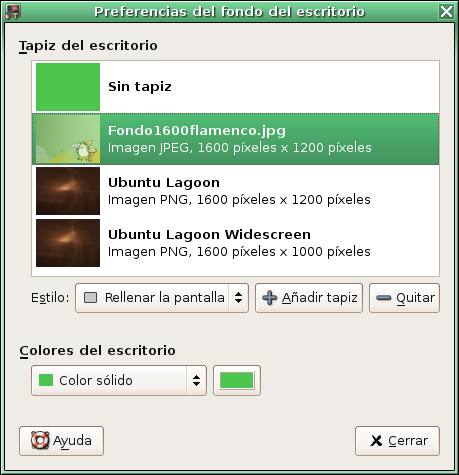 Preferencias del fondo del escritorio
Tapiz del escritorio
Sin tapiz
Fondo1600flamenco.jpg
Imagen JPEG, 1600 píxeles x 1200 píxeles
Ubuntu Lagoon
Imagen PNG, 1600 píxeles x 1200 píxeles
Ubuntu Lagoon Widescreen
Imagen PNG, 1600 píxeles x 1000 píxeles
Estilo: Rellenar la pantalla Añadir tapiz Quitar
Colores del escritorio
Color sólido
Ayuda Cerrar